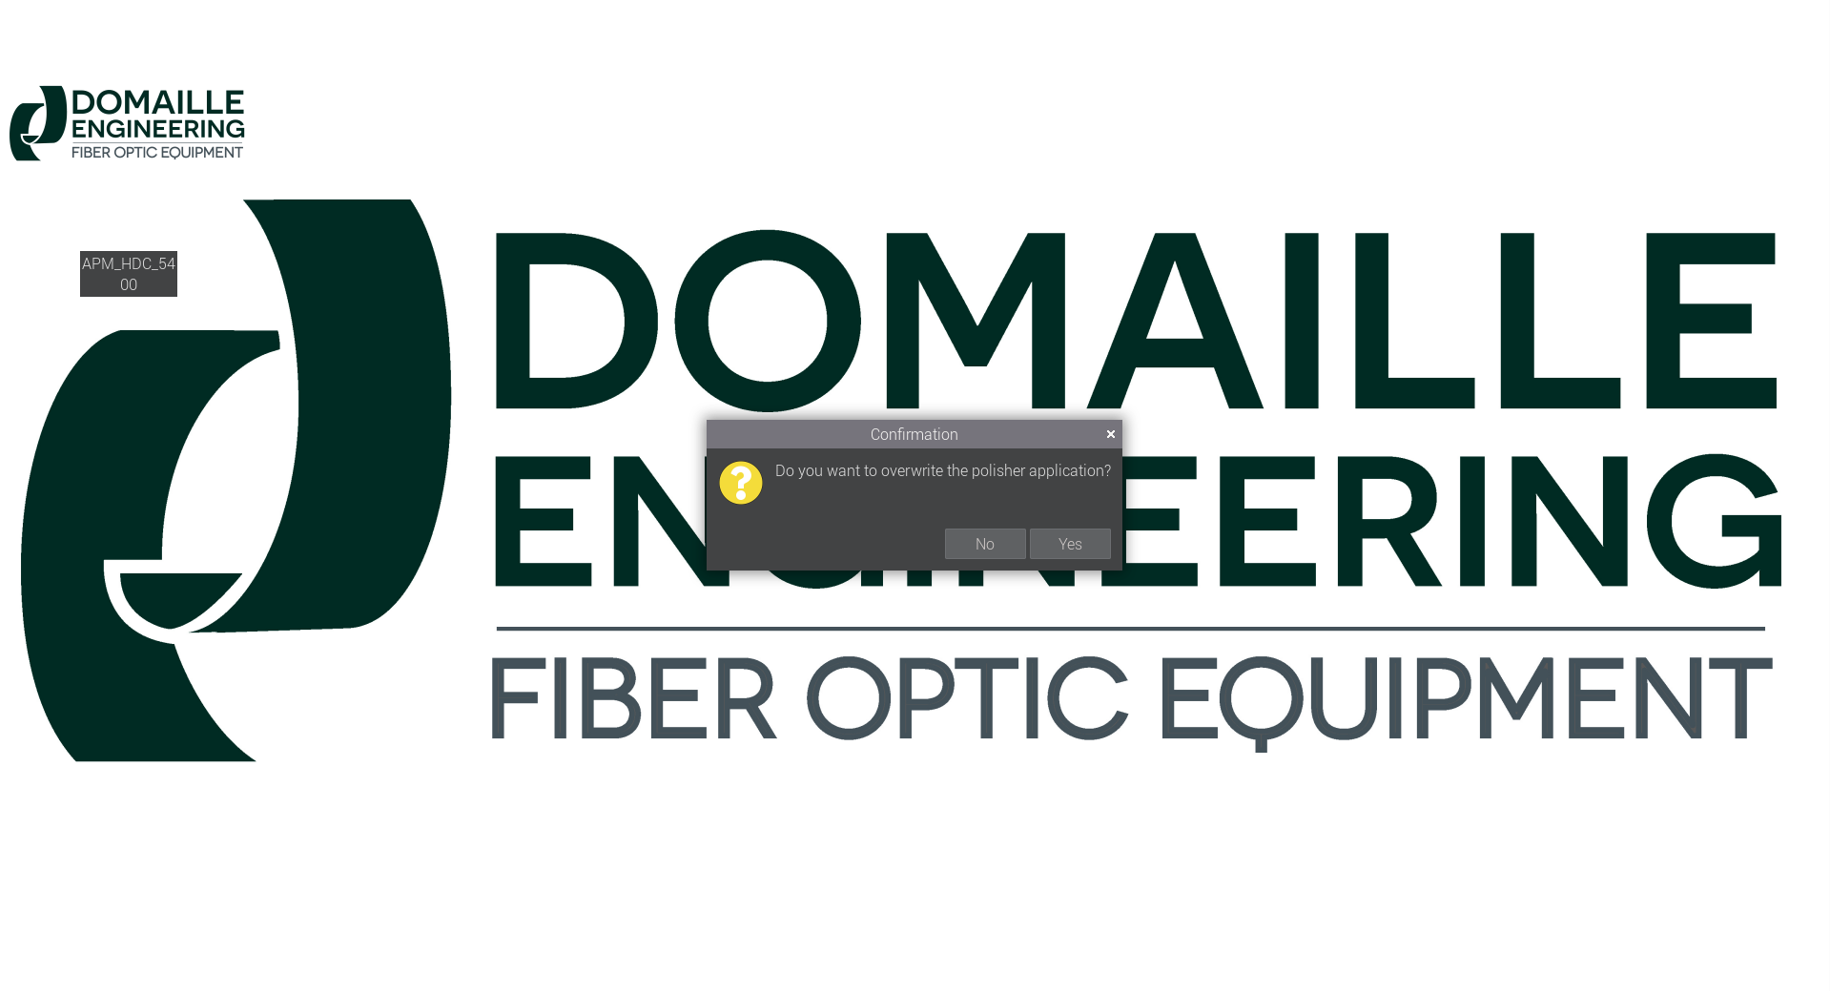 DOMAILLE
ENGINEERING
FIBER OPTIC EQUIPMENT
APM_HDC_54
00
DOMAILLE
ENGINEERING
FIBER OPTIC EQUIPMENT
Confirmation
Do you want to overwrite the polisher application?
No
Yes